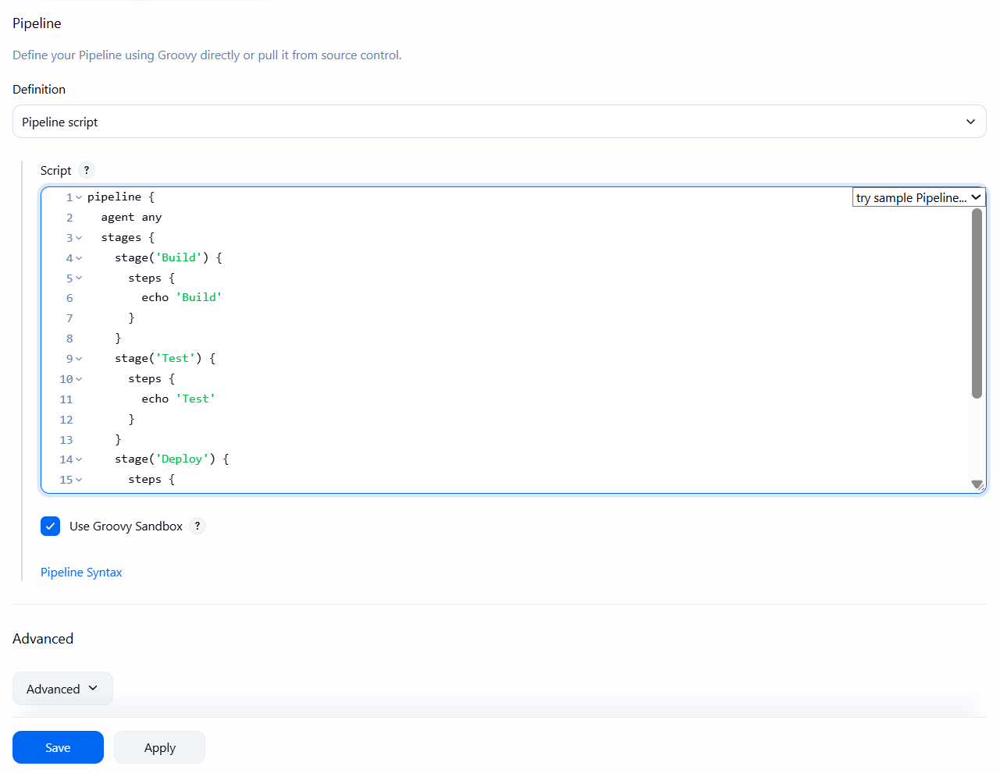 Pipeline
Define your Pipeline using Groovy directly or pull it from source control.
Definition
Pipeline script
Script ?
try sample Pipeline...
1 pipeline {
2   agent any
3   stages {
4     stage('Build') {
5       steps {
6         echo 'Build'
7       }
8     }
9     stage('Test') {
10       steps {
11         echo 'Test'
12       }
13     }
14     stage('Deploy') {
15       steps {
Use Groovy Sandbox ?
Pipeline Syntax
Advanced
Advanced
Save Apply